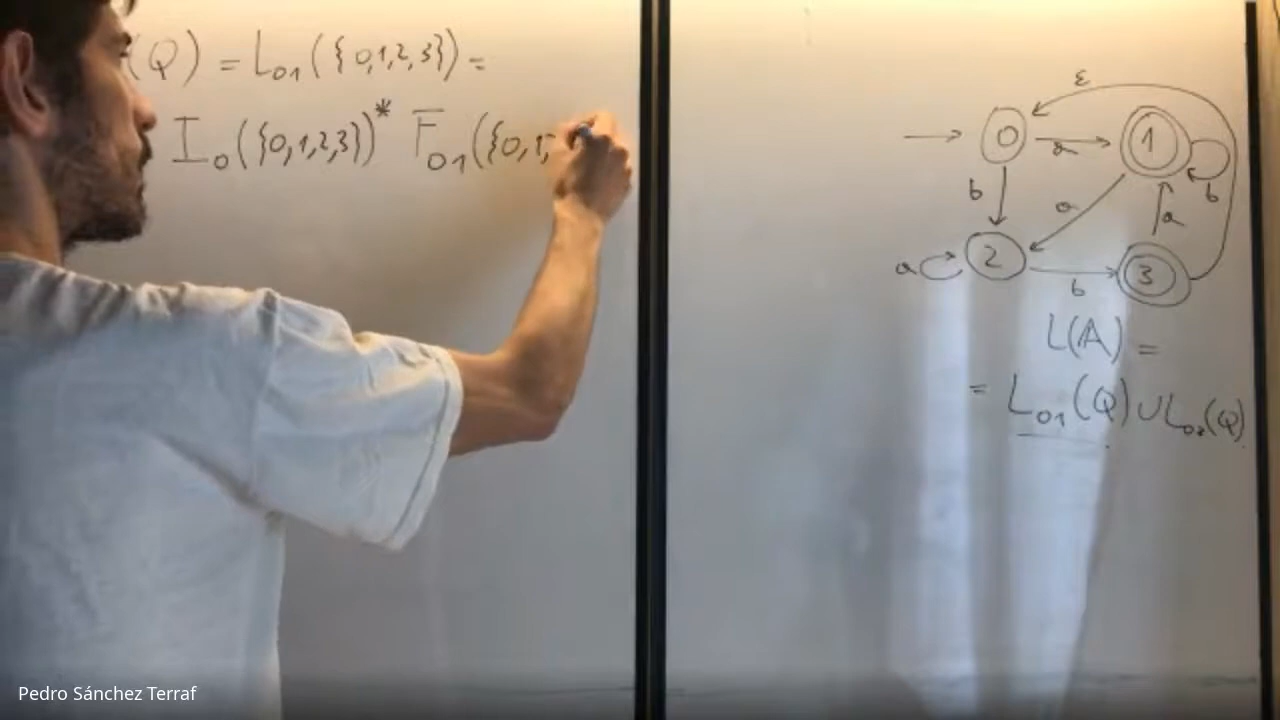 (Q) = L₀₁({0,1,2,3}) =
I₀({0,1,2,3})* F₀₁({0,1,
ε
0 a 1
b a a b
a 2 b 3
L(A) =
= L₀₁(Q) ∪ L₀₃(Q)
Pedro Sánchez Terraf